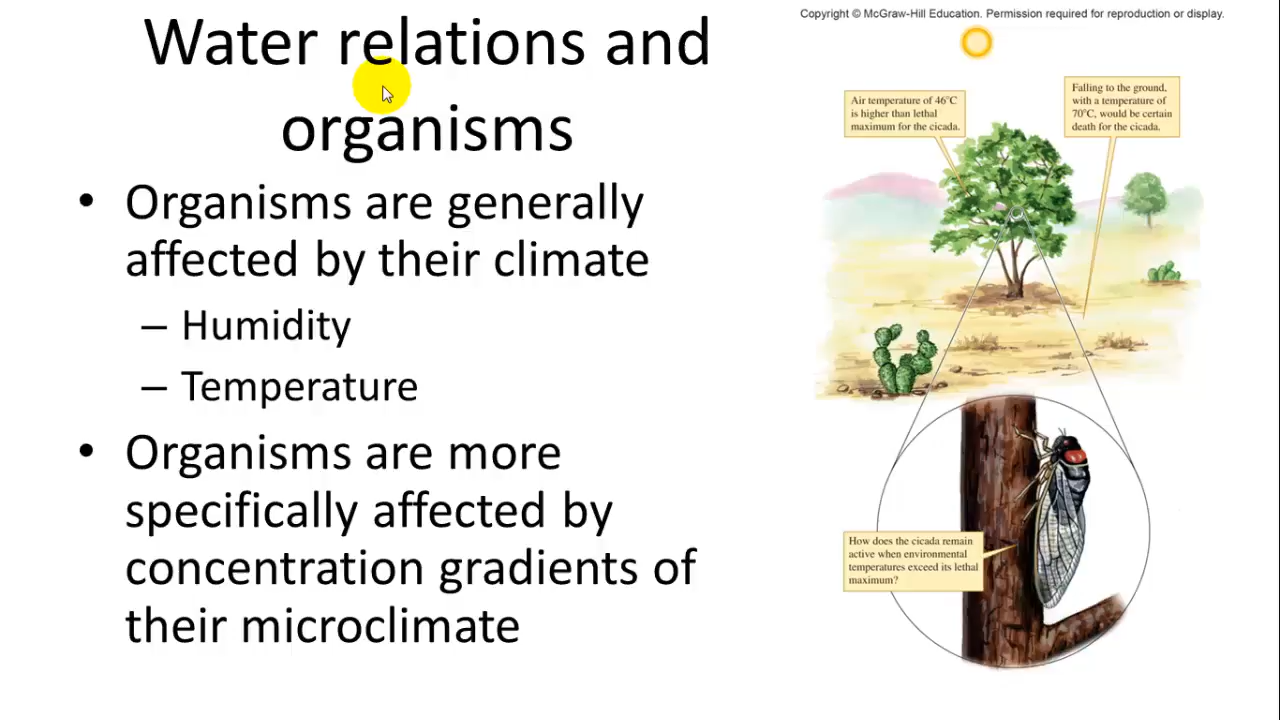 Copyright © McGraw-Hill Education. Permission required for reproduction or display.
Water relations and
organisms
• Organisms are generally
affected by their climate
– Humidity
– Temperature
• Organisms are more
specifically affected by
concentration gradients of
their microclimate
Air temperature of 46°C
is higher than lethal
maximum for the cicada.
Falling to the ground,
with a temperature of
70°C, would be certain
death for the cicada.
How does the cicada remain
active when environmental
temperatures exceed its lethal
maximum?